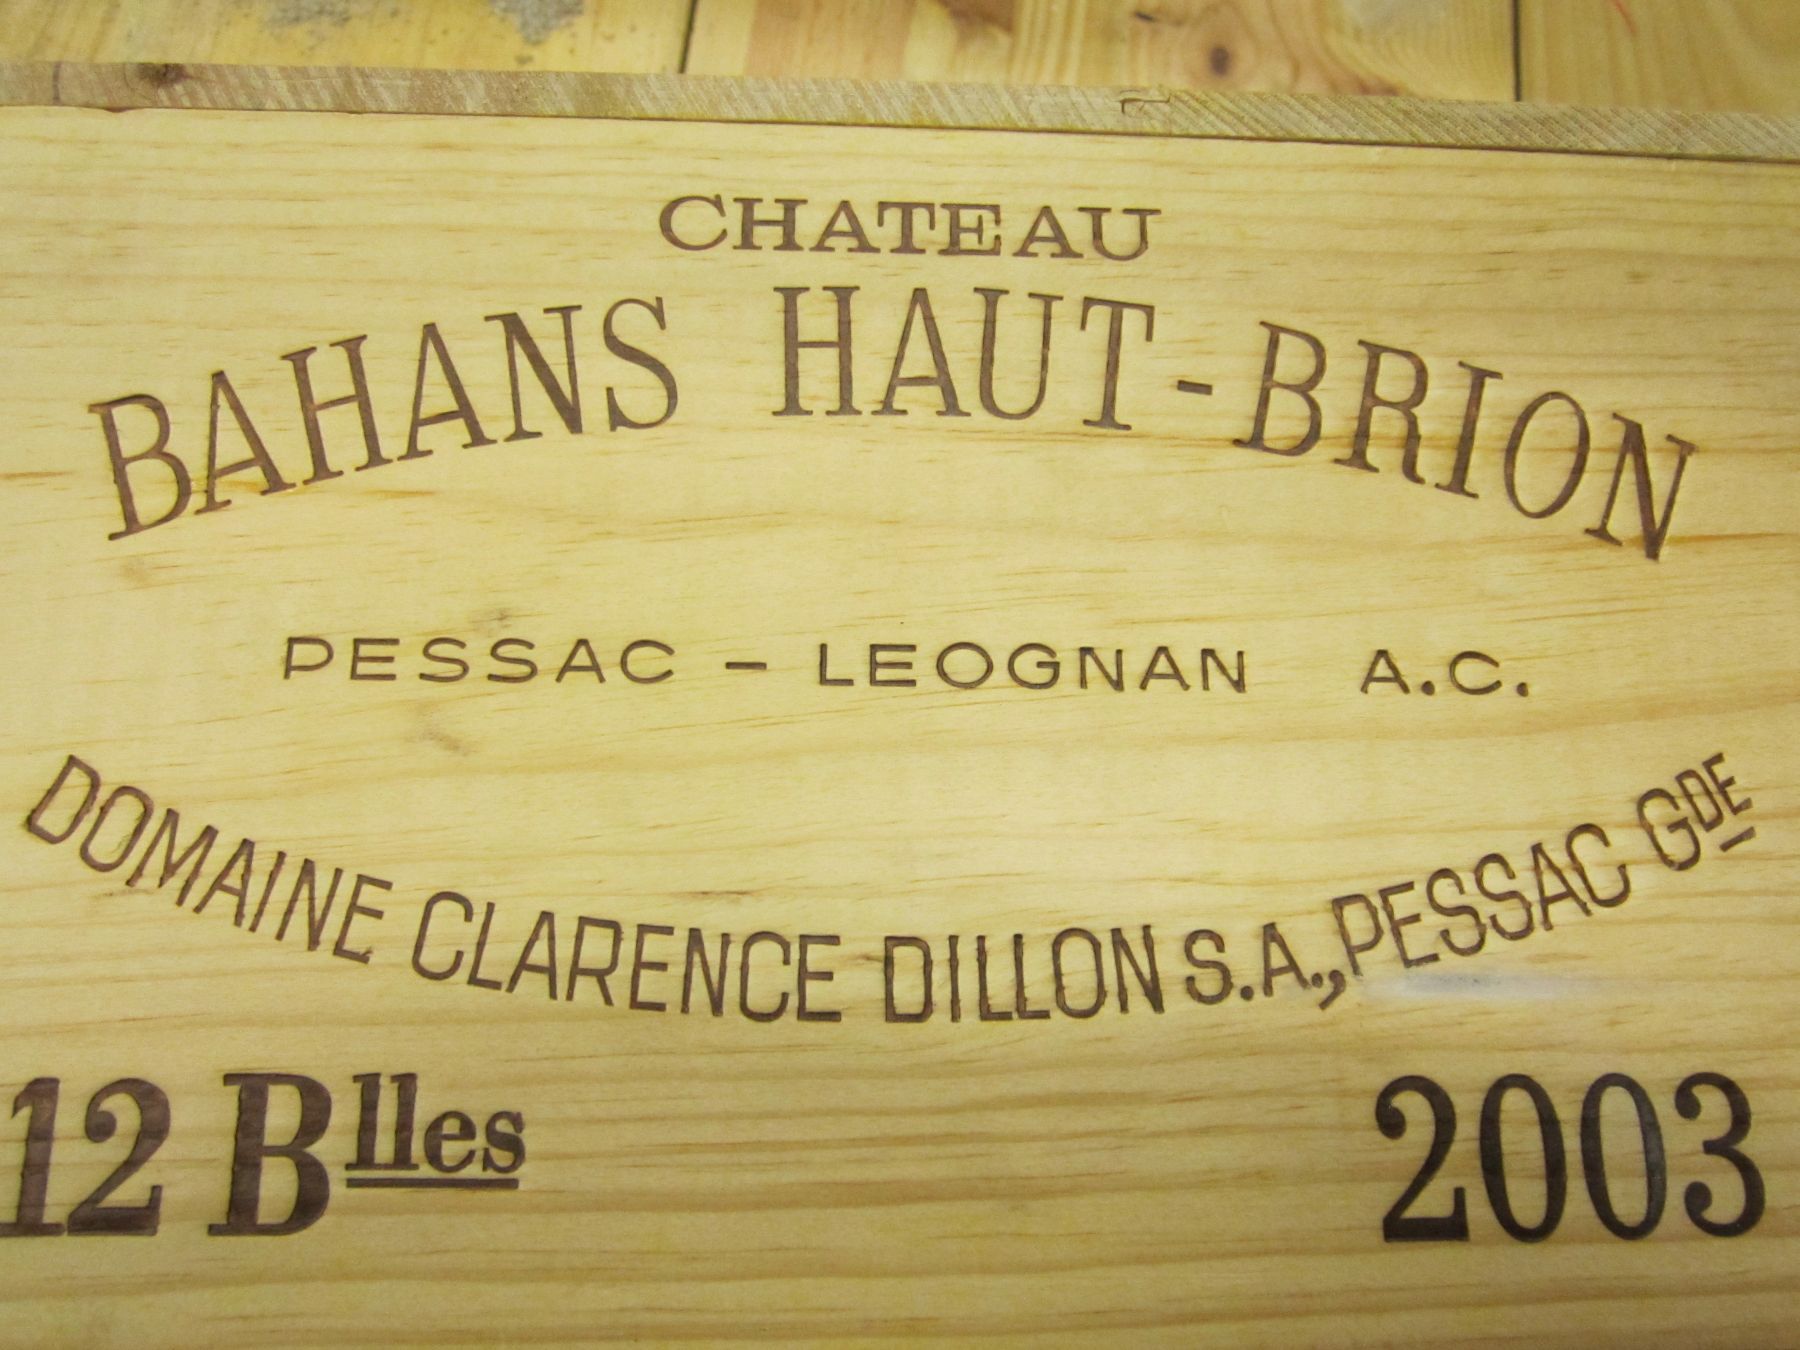 CHATEAU
BAHANS HAUT-BRION
PESSAC - LEOGNAN A.C.
DOMAINE CLARENCE DILLON S.A., PESSAC GDE
12 Blles 2003